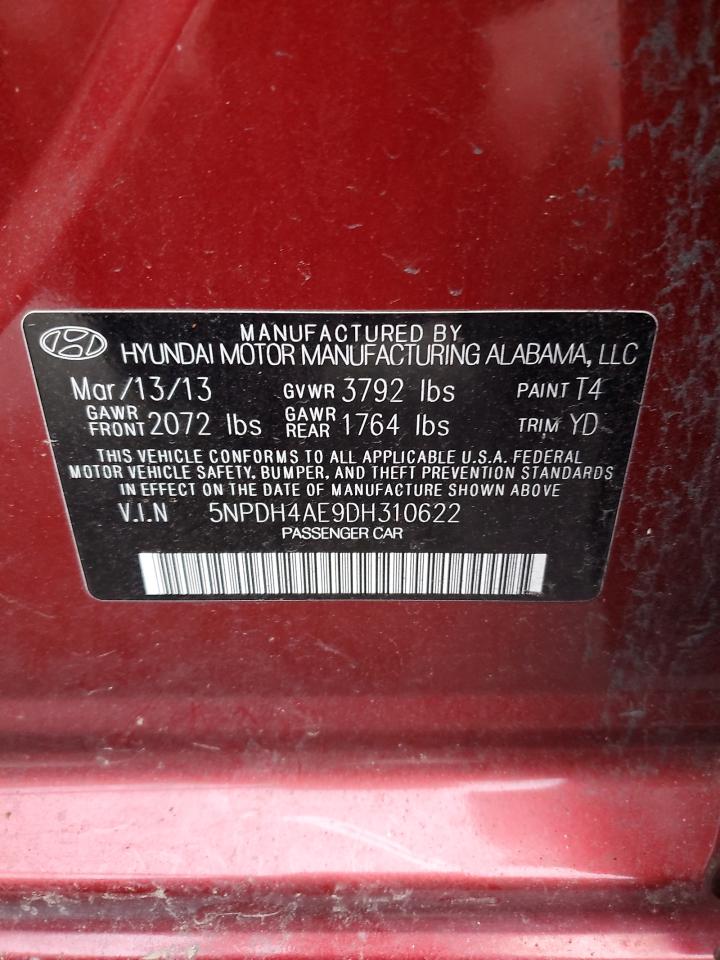 MANUFACTURED BY
HYUNDAI MOTOR MANUFACTURING ALABAMA, LLC
Mar/13/13 GVWR 3792 lbs PAINT T4
GAWR FRONT 2072 lbs GAWR REAR 1764 lbs TRIM YD
THIS VEHICLE CONFORMS TO ALL APPLICABLE U.S.A. FEDERAL
MOTOR VEHICLE SAFETY, BUMPER, AND THEFT PREVENTION STANDARDS
IN EFFECT ON THE DATE OF MANUFACTURE SHOWN ABOVE
V.I.N 5NPDH4AE9DH310622
PASSENGER CAR